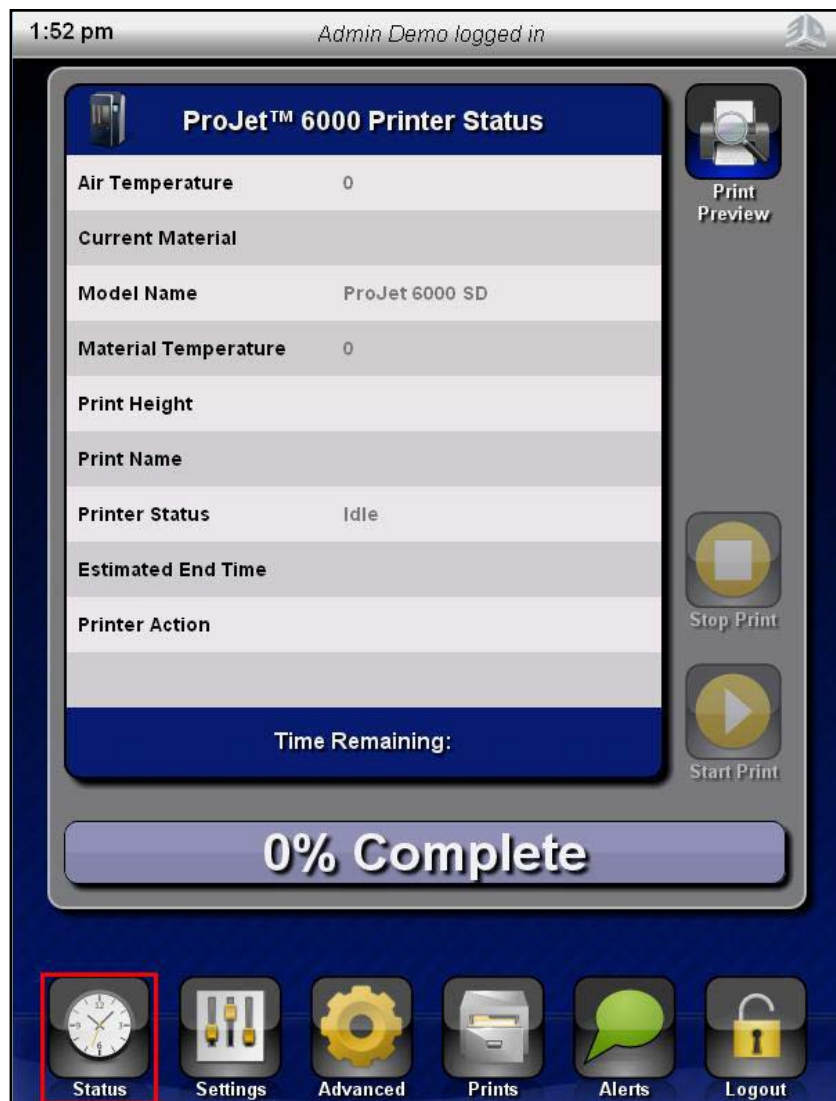 1:52 pm Admin Demo logged in
ProJet™ 6000 Printer Status
Air Temperature 0
Current Material
Model Name ProJet 6000 SD
Material Temperature 0
Print Height
Print Name
Printer Status Idle
Estimated End Time
Printer Action
Time Remaining:
Print
Preview
Stop Print
Start Print
0% Complete
Status Settings Advanced Prints Alerts Logout